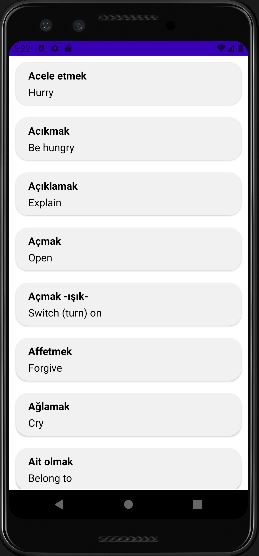 Acele etmek
Hurry
Acıkmak
Be hungry
Açıklamak
Explain
Açmak
Open
Açmak -ışık-
Switch (turn) on
Affetmek
Forgive
Ağlamak
Cry
Ait olmak
Belong to